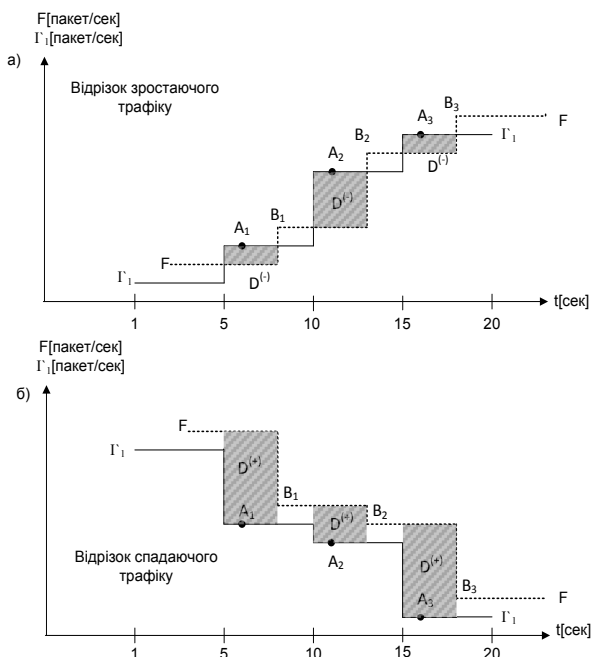 F[пакет/сек]
Г`₁[пакет/сек]
а)
Відрізок зростаючого
трафіку
A₃
B₃
F
B₂
Г`₁
A₂
D⁽⁻⁾
D⁽⁻⁾
B₁
A₁
F
D⁽⁻⁾
Г`₁
t[сек]
1 5 10 15 20
F[пакет/сек]
Г`₁[пакет/сек]
б)
F
Г`₁
D⁽⁺⁾
B₁
A₁
D⁽⁺⁾
B₂
A₂
D⁽⁺⁾
Відрізок спадаючого
трафіку
B₃
A₃
F
Г`₁
t[сек]
1 5 10 15 20